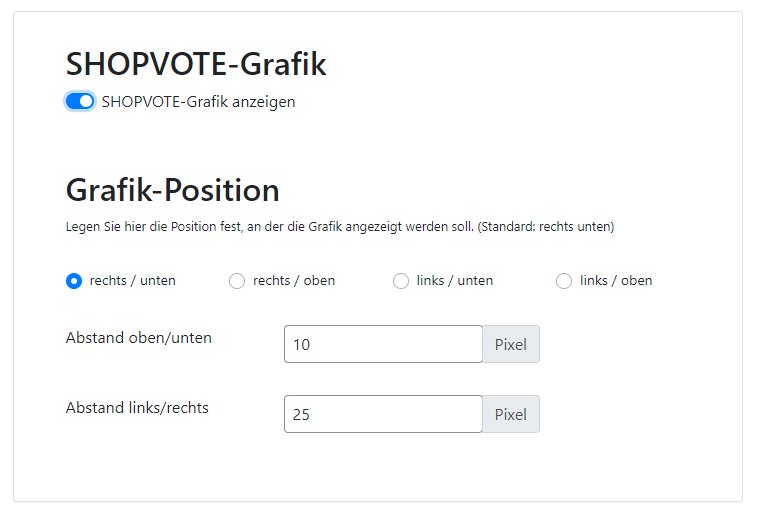 SHOPVOTE-Grafik
SHOPVOTE-Grafik anzeigen
Grafik-Position
Legen Sie hier die Position fest, an der die Grafik angezeigt werden soll. (Standard: rechts unten)
rechts / unten rechts / oben links / unten links / oben
Abstand oben/unten 10 Pixel
Abstand links/rechts 25 Pixel